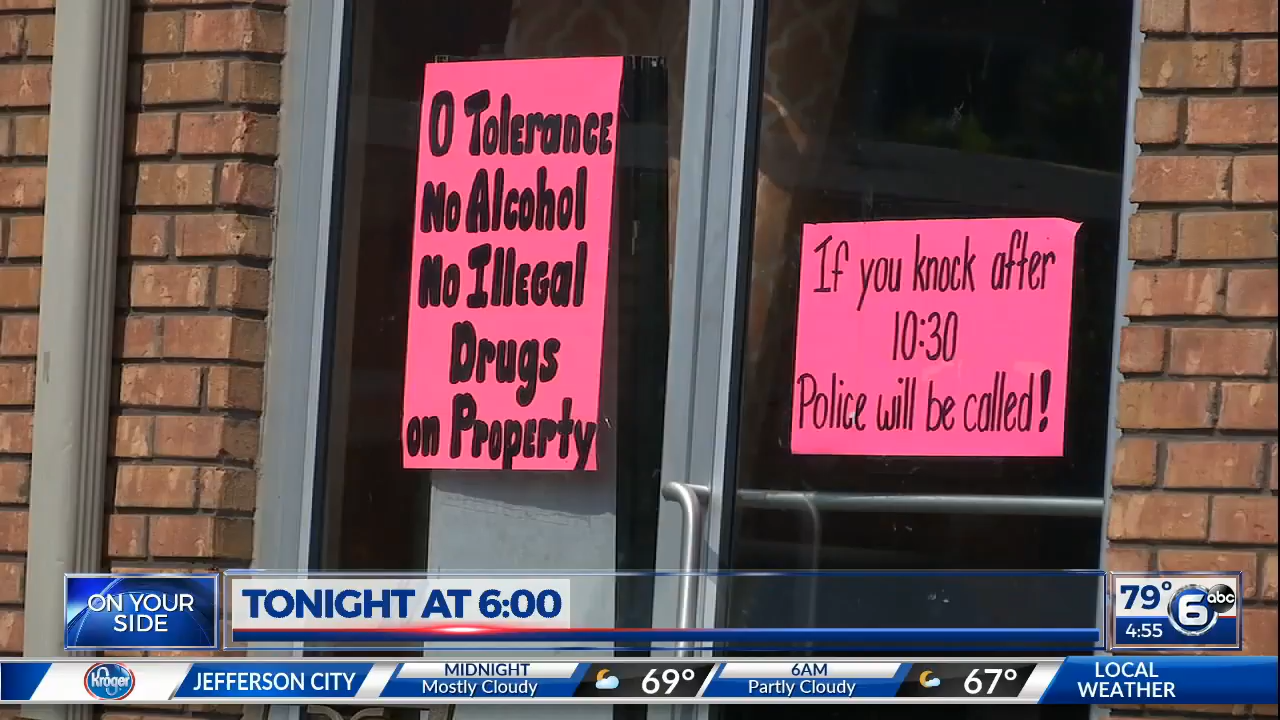 O Tolerance
No Alcohol
No Illegal
Drugs
on Property
If you knock after
10:30
Police will be called!
ON YOUR
SIDE
TONIGHT AT 6:00
79°
6
abc
4:55
Kroger
JEFFERSON CITY
MIDNIGHT
Mostly Cloudy
69°
6AM
Partly Cloudy
67°
LOCAL
WEATHER